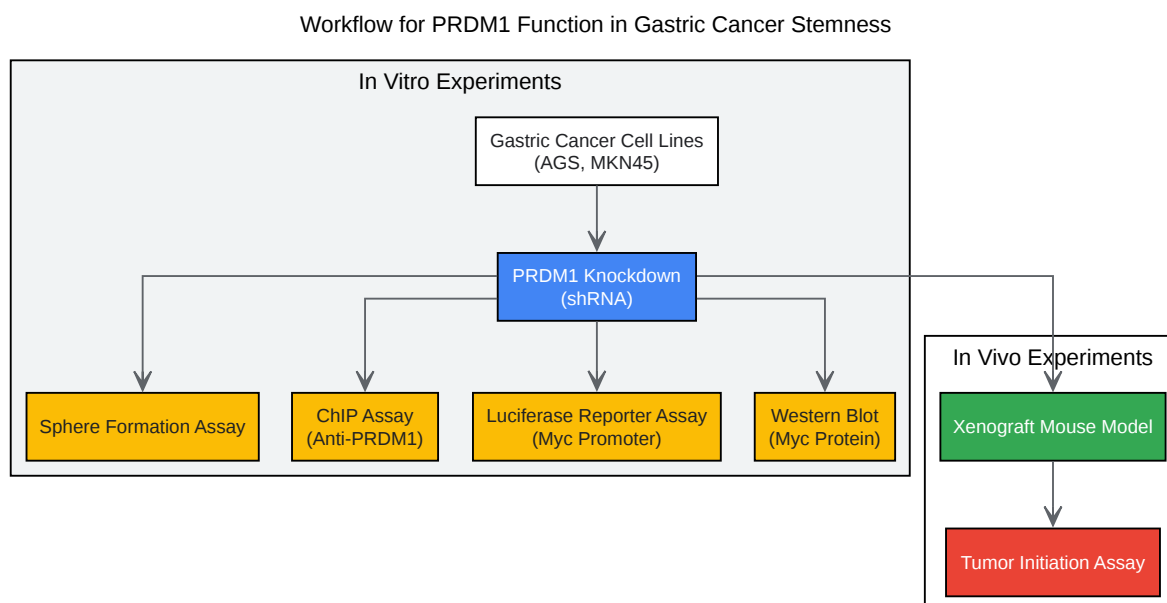 Workflow for PRDM1 Function in Gastric Cancer Stemness
In Vitro Experiments
Gastric Cancer Cell Lines
(AGS, MKN45)
PRDM1 Knockdown
(shRNA)
In Vivo Experiments
Sphere Formation Assay
ChIP Assay
(Anti-PRDM1)
Luciferase Reporter Assay
(Myc Promoter)
Western Blot
(Myc Protein)
Xenograft Mouse Model
Tumor Initiation Assay